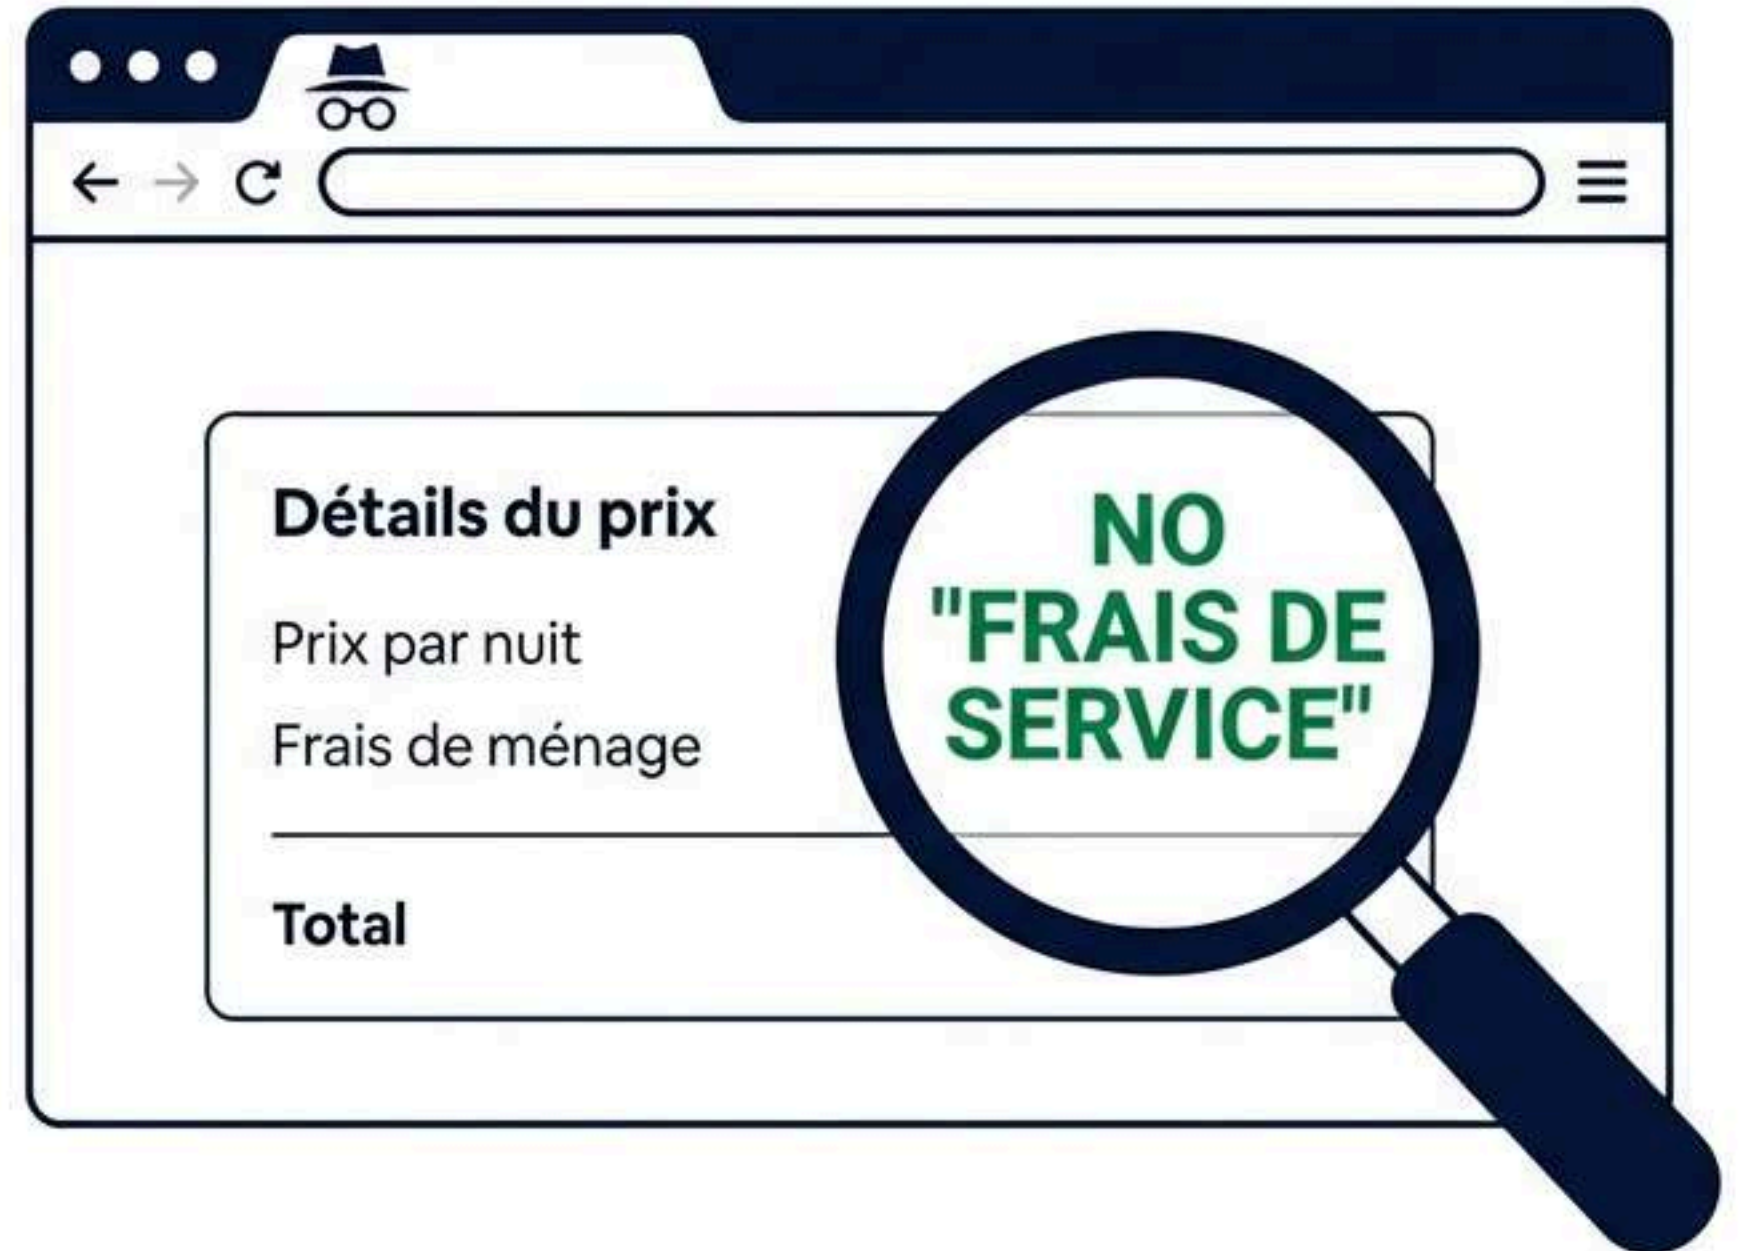 Détails du prix
Prix par nuit
Frais de ménage
Total
NO
"FRAIS DE
SERVICE"